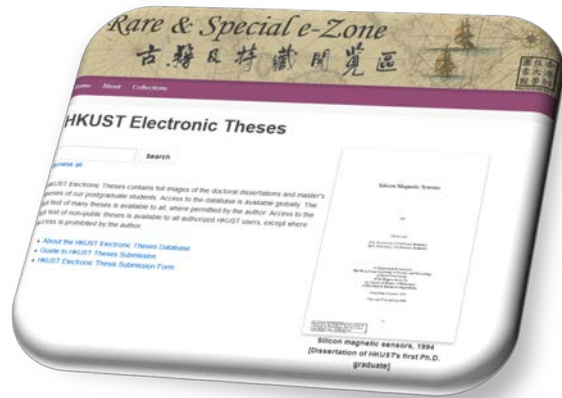 Rare & Special e-Zone
古籍及特藏閱覽區
About Collections
HKUST Electronic Theses
Search
HKUST Electronic Theses contains full images of the doctoral dissertations and master's
theses of our postgraduate students. Access to the database is available globally. The
full text of many theses is available to all, where permitted by the author. Access to the
full text of non-public theses is available to all authorized HKUST users, except where
access is prohibited by the author.
About the HKUST Electronic Theses Database
Guide to HKUST Theses Submission
HKUST Electronic Thesis Submission Form
Silicon Magnetic Sensors
Silicon magnetic sensors, 1994
[Dissertation of HKUST's first Ph.D.
graduate]